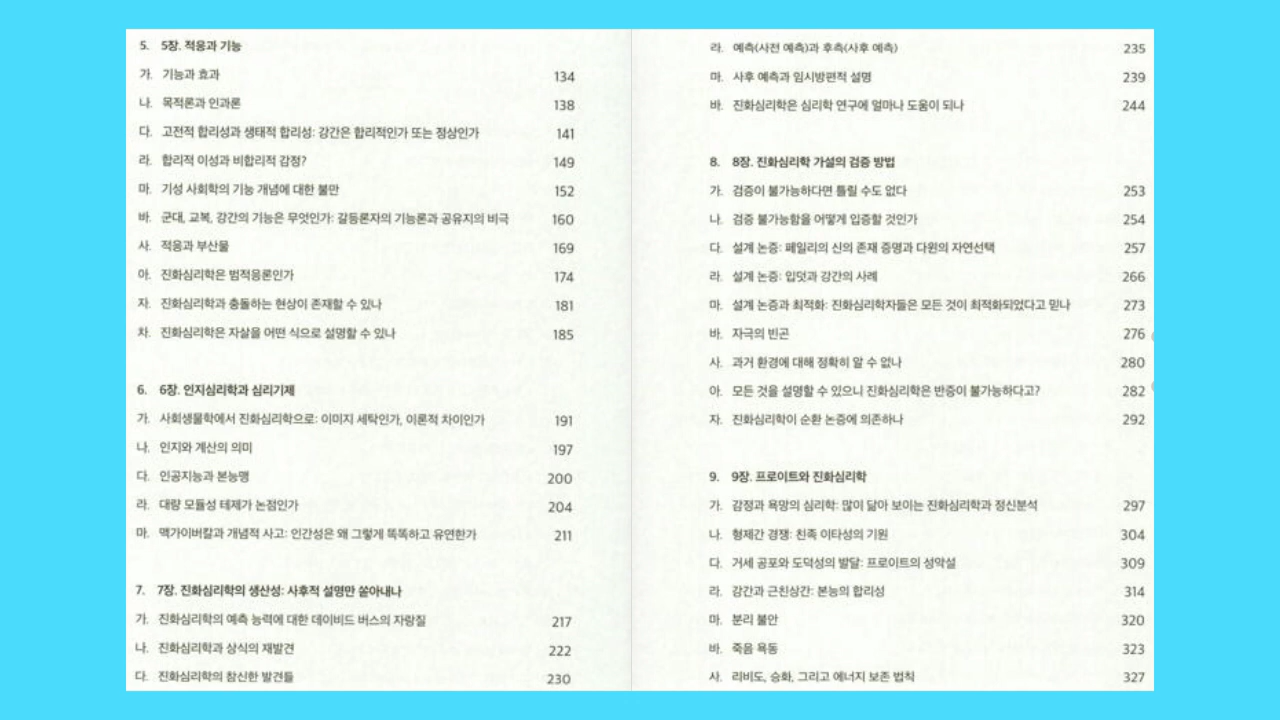 5. 5장. 적응과 기능
가. 기능과 효과 134
나. 목적론과 인과론 138
다. 고전적 합리성과 생태적 합리성: 강간은 합리적인가 또는 정상인가 141
라. 합리적 이성과 비합리적 감정? 149
마. 기성 사회학의 기능 개념에 대한 불만 152
바. 군대, 교복, 강간의 기능은 무엇인가: 갈등론자의 기능론과 공유지의 비극 160
사. 적응과 부산물 169
아. 진화심리학은 범적응론인가 174
자. 진화심리학과 충돌하는 현상이 존재할 수 있나 181
차. 진화심리학은 자살을 어떤 식으로 설명할 수 있나 185
6. 6장. 인지심리학과 심리기제
가. 사회생물학에서 진화심리학으로: 이미지 세탁인가, 이론적 차이인가 191
나. 인지와 계산의 의미 197
다. 인공지능과 본능맹 200
라. 대량 모듈성 테제가 논점인가 204
마. 맥가이버칼과 개념적 사고: 인간성은 왜 그렇게 똑똑하고 유연한가 211
7. 7장. 진화심리학의 생산성: 사후적 설명만 쏟아내나
가. 진화심리학의 예측 능력에 대한 데이비드 버스의 자랑질 217
나. 진화심리학과 상식의 재발견 222
다. 진화심리학의 참신한 발견들 230
라. 예측(사전 예측)과 후측(사후 예측) 235
마. 사후 예측과 임시방편적 설명 239
바. 진화심리학은 심리학 연구에 얼마나 도움이 되나 244
8. 8장. 진화심리학 가설의 검증 방법
가. 검증이 불가능하다면 틀릴 수도 없다 253
나. 검증 불가능함을 어떻게 입증할 것인가 254
다. 설계 논증: 페일리의 신의 존재 증명과 다윈의 자연선택 257
라. 설계 논증: 입덧과 강간의 사례 266
마. 설계 논증과 최적화: 진화심리학자들은 모든 것이 최적화되었다고 믿나 273
바. 자극의 빈곤 276
사. 과거 환경에 대해 정확히 알 수 없나 280
아. 모든 것을 설명할 수 있으니 진화심리학은 반증이 불가능하다고? 282
자. 진화심리학이 순환 논증에 의존하나 292
9. 9장. 프로이트와 진화심리학
가. 감정과 욕망의 심리학: 많이 닮아 보이는 진화심리학과 정신분석 297
나. 형제간 경쟁: 친족 이타성의 기원 304
다. 거세 공포와 도덕성의 발달: 프로이트의 성악설 309
라. 강간과 근친상간: 본능의 합리성 314
마. 분리 불안 320
바. 죽음 욕동 323
사. 리비도, 승화, 그리고 에너지 보존 법칙 327